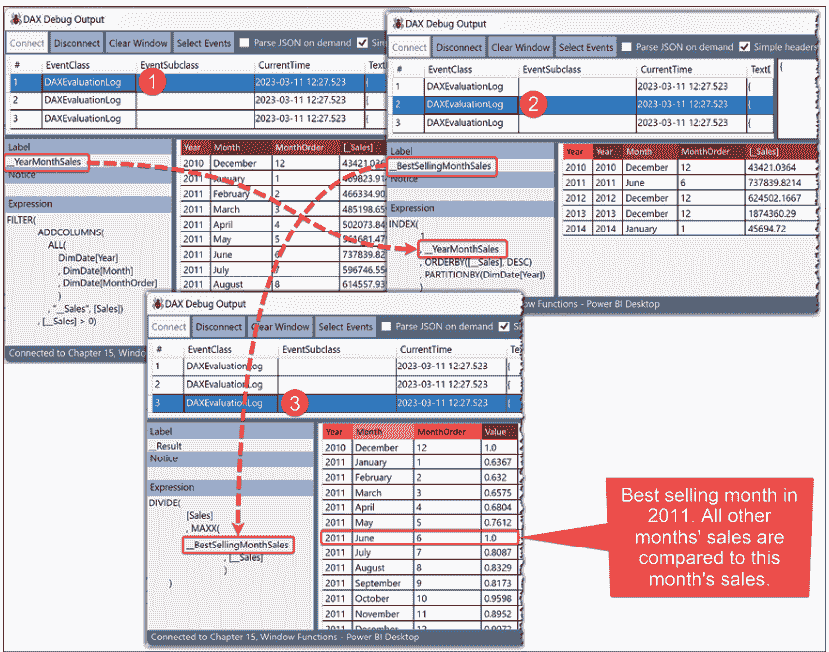 DAX Debug Output
Connect Disconnect Clear Window Select Events Parse JSON on demand
# EventClass EventSubclass CurrentTime
1 DAXEvaluationLog 2023-03-11 12:27.523 {
2 DAXEvaluationLog 2023-03-11 12:27.523 {
3 DAXEvaluationLog 2023-03-11 12:27.523 {
1
Label
__YearMonthSales
Notice
Expression
FILTER(
ADDCOLUMNS(
ALL(
DimDate[Year]
, DimDate[Month]
, DimDate[MonthOrder]
)
, "__Sales", [Sales])
, [__Sales] > 0)
Year Month MonthOrder [_Sales]
2010 December 12
2011 January 1
2011 February 2
2011 March 3
2011 April 4
2011 May 5
2011 June 6
2011 July 7
2011 August 8
Connected to Chapter 15, Window
DAX Debug Output
Connect Disconnect Clear Window Select Events Parse JSON on demand Simple headers
# EventClass EventSubclass CurrentTime
1 DAXEvaluationLog 2023-03-11 12:27.523 {
2 DAXEvaluationLog 2023-03-11 12:27.523 {
3 DAXEvaluationLog 2023-03-11 12:27.523 {
2
Label
__BestSellingMonthSales
Notice
Expression
INDEX(
1
, __YearMonthSales
, ORDERBY([__Sales], DESC)
, PARTITIONBY(DimDate[Year])
)
Year Year Month MonthOrder [_Sales]
2010 2010 December 12 43421.0364
2011 2011 June 6 737839.8214
2012 2012 December 12 624502.1667
2013 2013 December 12 1874360.29
2014 2014 January 1 45694.72
Functions - Power BI Desktop
DAX Debug Output
Connect Disconnect Clear Window Select Events Parse JSON on demand
# EventClass EventSubclass CurrentTime
1 DAXEvaluationLog 2023-03-11 12:27.523 {
2 DAXEvaluationLog 2023-03-11 12:27.523 {
3 DAXEvaluationLog 2023-03-11 12:27.523 {
3
Label
__Result
Notice
Expression
DIVIDE(
[Sales]
, MAXX(
__BestSellingMonthSales
, [__Sales]
)
)
Year Month MonthOrder Value
2010 December 12 1.0
2011 January 1 0.6367
2011 February 2 0.632
2011 March 3 0.6575
2011 April 4 0.6804
2011 May 5 0.7612
2011 June 6 1.0
2011 July 7 0.8087
2011 August 8 0.8329
2011 September 9 0.8173
2011 October 10 0.9598
2011 November 11 0.8952
Connected to Chapter 15, Window Functions - Power BI Desktop
Best selling month in
2011. All other
months' sales are
compared to this
month's sales.